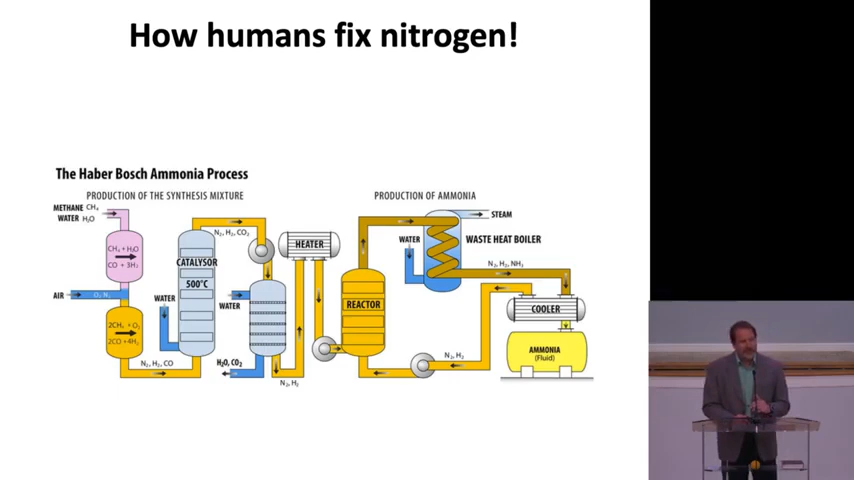 How humans fix nitrogen!
The Haber Bosch Ammonia Process
PRODUCTION OF THE SYNTHESIS MIXTURE
PRODUCTION OF AMMONIA
METHANE CH₄
WATER H₂O
CH₄ + H₂O
CO + 3H₂
AIR
O₂ N₂
2CH₄ + O₂
2CO + 4H₂
N₂, H₂, CO
WATER
CATALYSOR
500°C
N₂, H₂, CO₂
WATER
H₂O, CO₂
N₂, H₂
HEATER
REACTOR
WATER
STEAM
WASTE HEAT BOILER
N₂, H₂, NH₃
COOLER
AMMONIA
(Fluid)
N₂, H₂